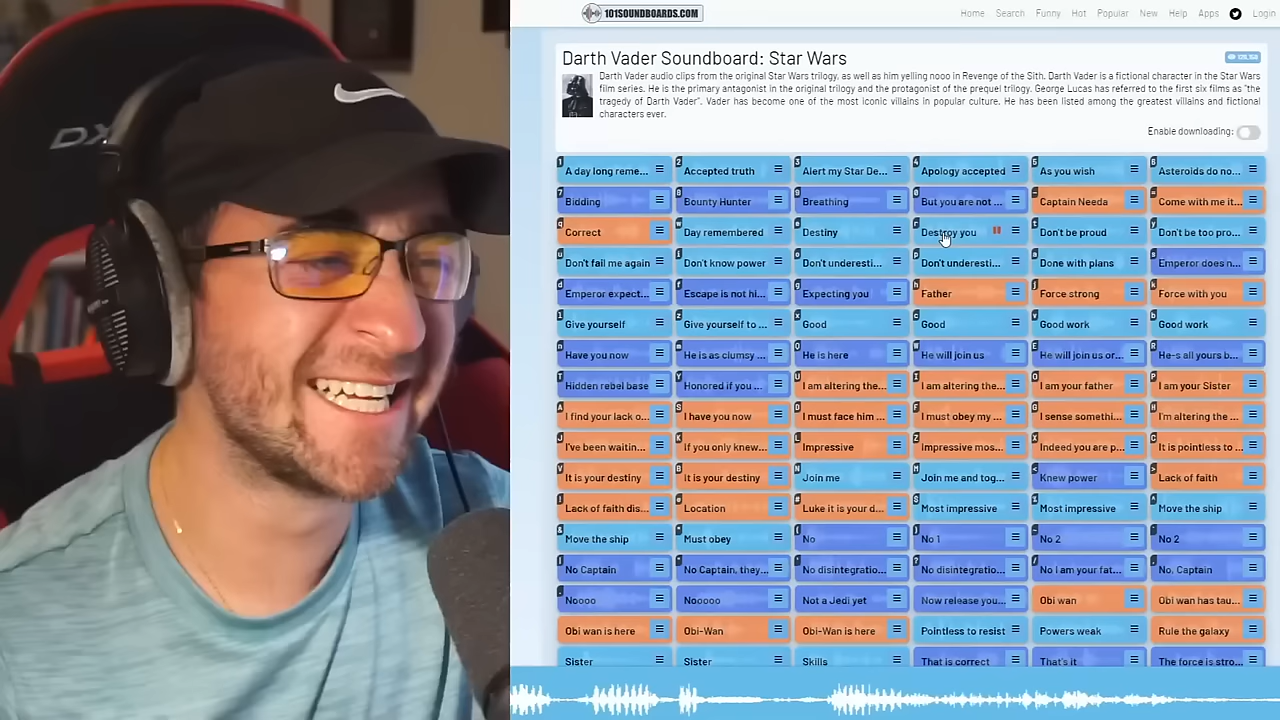 101SOUNDBOARDS.COM
Home Search Funny Hot Popular New Help Apps Login
Darth Vader Soundboard: Star Wars
Darth Vader audio clips from the original Star Wars trilogy, as well as him yelling nooo in Revenge of the Sith. Darth Vader is a fictional character in the Star Wars
film series. He is the primary antagonist in the original trilogy and the protagonist of the prequel trilogy. George Lucas has referred to the first six films as "the
tragedy of Darth Vader". Vader has become one of the most iconic villains in popular culture. He has been listed among the greatest villains and fictional
characters ever.
Enable downloading:
DX
1 A day long reme... 2 Accepted truth 3 Alert my Star De... 4 Apology accepted 5 As you wish 6 Asteroids do no...
7 Bidding 8 Bounty Hunter 9 Breathing 0 But you are not ... - Captain Needa = Come with me it...
q Correct w Day remembered e Destiny r Destroy you t Don't be proud y Don't be too pro...
u Don't fail me again i Don't know power o Don't underesti... p Don't underesti... a Done with plans s Emperor does n...
d Emperor expect... f Escape is not hi... g Expecting you h Father j Force strong k Force with you
l Give yourself z Give yourself to ... x Good c Good v Good work b Good work
n Have you now m He is as clumsy ... Q He is here W He will join us E He will join us or... R He-s all yours b...
T Hidden rebel base Y Honored if you ... U I am altering the... I I am altering the... O I am your father P I am your Sister
A I find your lack o... S I have you now D I must face him ... F I must obey my ... G I sense somethi... H I'm altering the ...
J I've been waitin... K If you only knew... L Impressive Z Impressive mos... X Indeed you are p... C It is pointless to ...
V It is your destiny B It is your destiny N Join me M Join me and tog... < Knew power > Lack of faith
! Lack of faith dis... @ Location # Luke it is your d... $ Most impressive % Most impressive ^ Move the ship
& Move the ship * Must obey ( No ) No 1 No 2 No 2
No Captain No Captain, they... No disintegratio... ? No disintegratio... / No I am your fat... No, Captain
Noooo Nooooo Not a Jedi yet Now release you... Obi wan Obi wan has tau...
Obi wan is here Obi-Wan Obi-Wan is here Pointless to resist Powers weak Rule the galaxy
Sister Sister Skills That is correct That's it The force is stro...